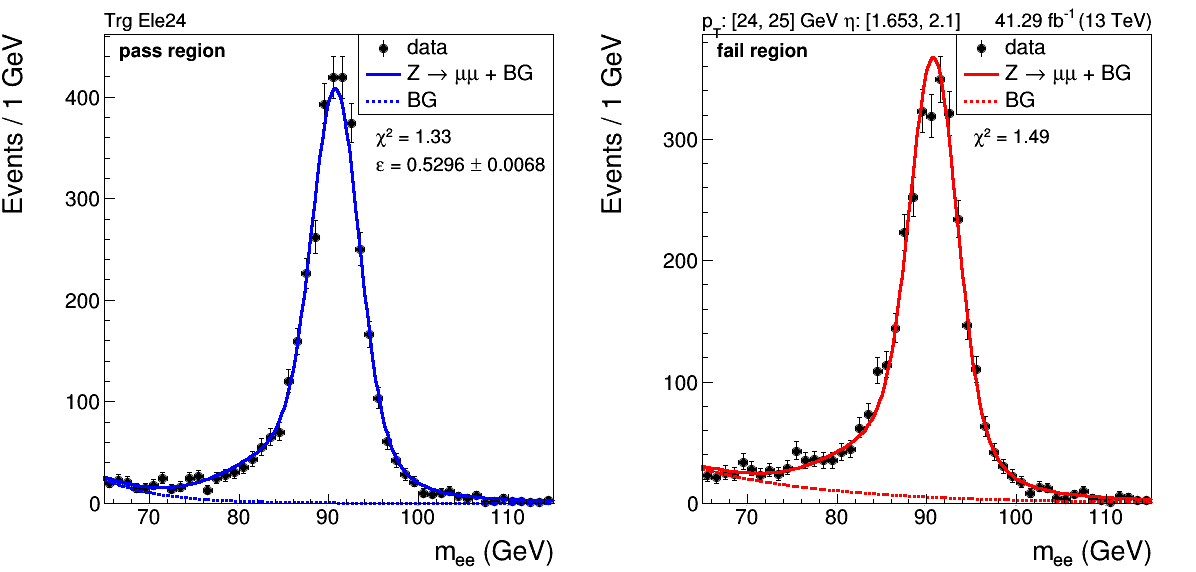 Trg Ele24
pass region
data
Z → μμ + BG
BG
χ² = 1.33
ε = 0.5296 ± 0.0068
Events / 1 GeV
400
300
200
100
0
70 80 90 100 110
m_ee (GeV)
p_T: [24, 25] GeV η: [1.653, 2.1] 41.29 fb⁻¹ (13 TeV)
fail region
data
Z → μμ + BG
BG
χ² = 1.49
Events / 1 GeV
300
200
100
0
70 80 90 100 110
m_ee (GeV)